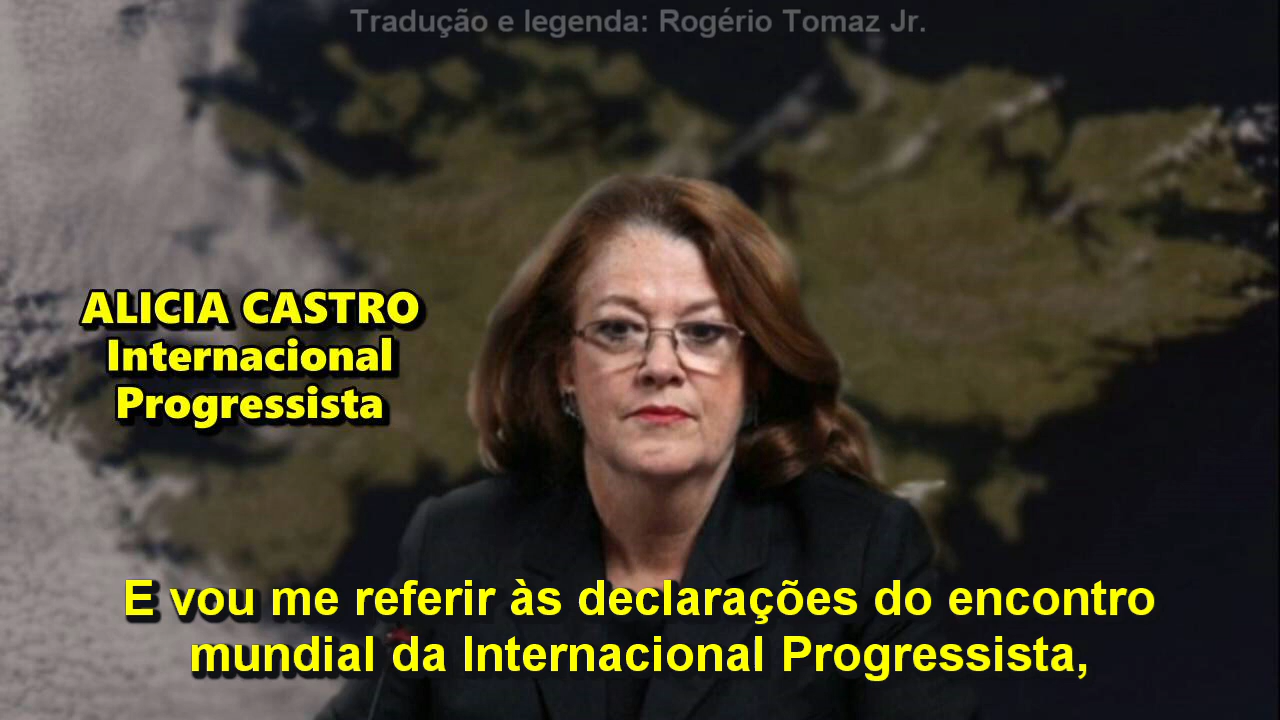 Tradução e legenda: Rogério Tomaz Jr.
ALICIA CASTRO
Internacional
Progressista
E vou me referir às declarações do encontro
mundial da Internacional Progressista,